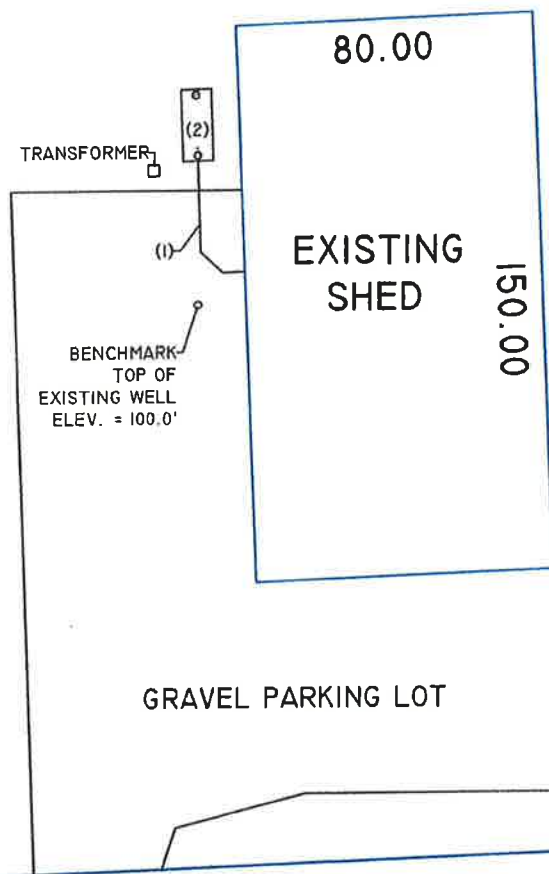 80.00
(2)
TRANSFORMER
(1)
EXISTING
SHED
150.00
BENCHMARK
TOP OF
EXISTING WELL
ELEV. = 100.0'
GRAVEL PARKING LOT